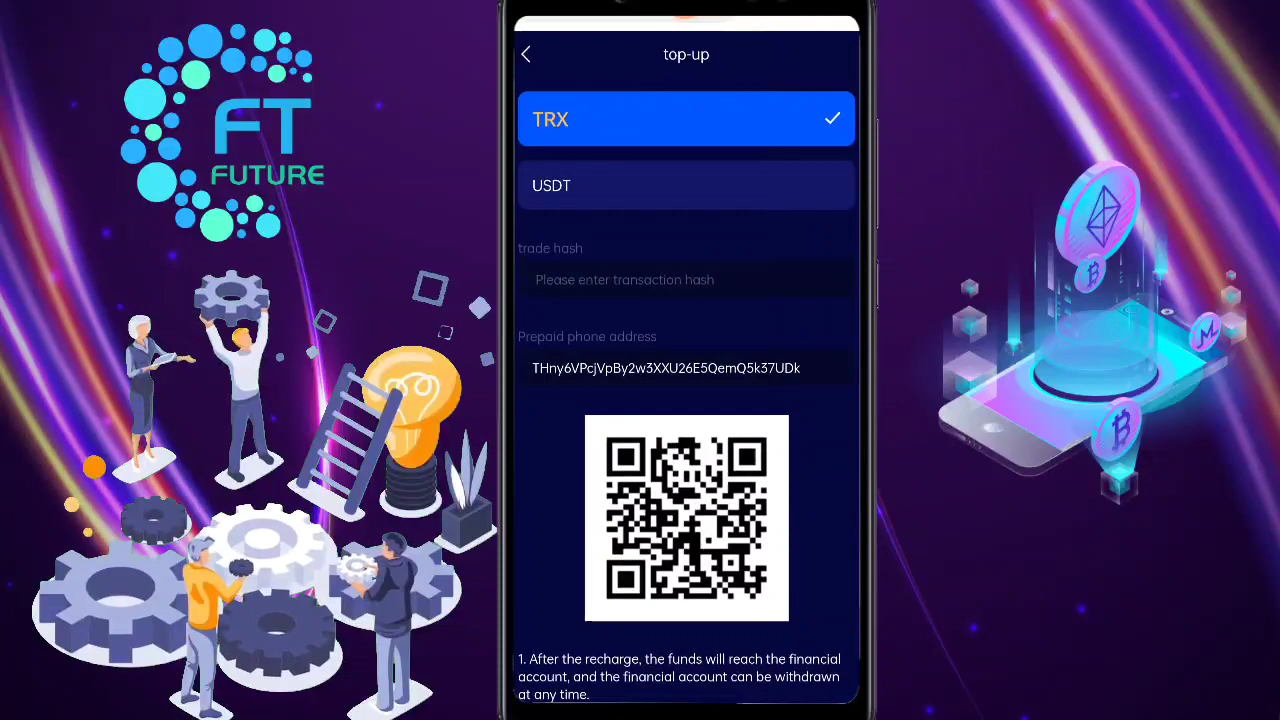 FT
FUTURE
top-up
TRX
USDT
trade hash
Please enter transaction hash
Prepaid phone address
THny6VPcjVpBy2w3XXU26E5QemQ5k37UDk
1. After the recharge, the funds will reach the financial
account, and the financial account can be withdrawn
at any time.